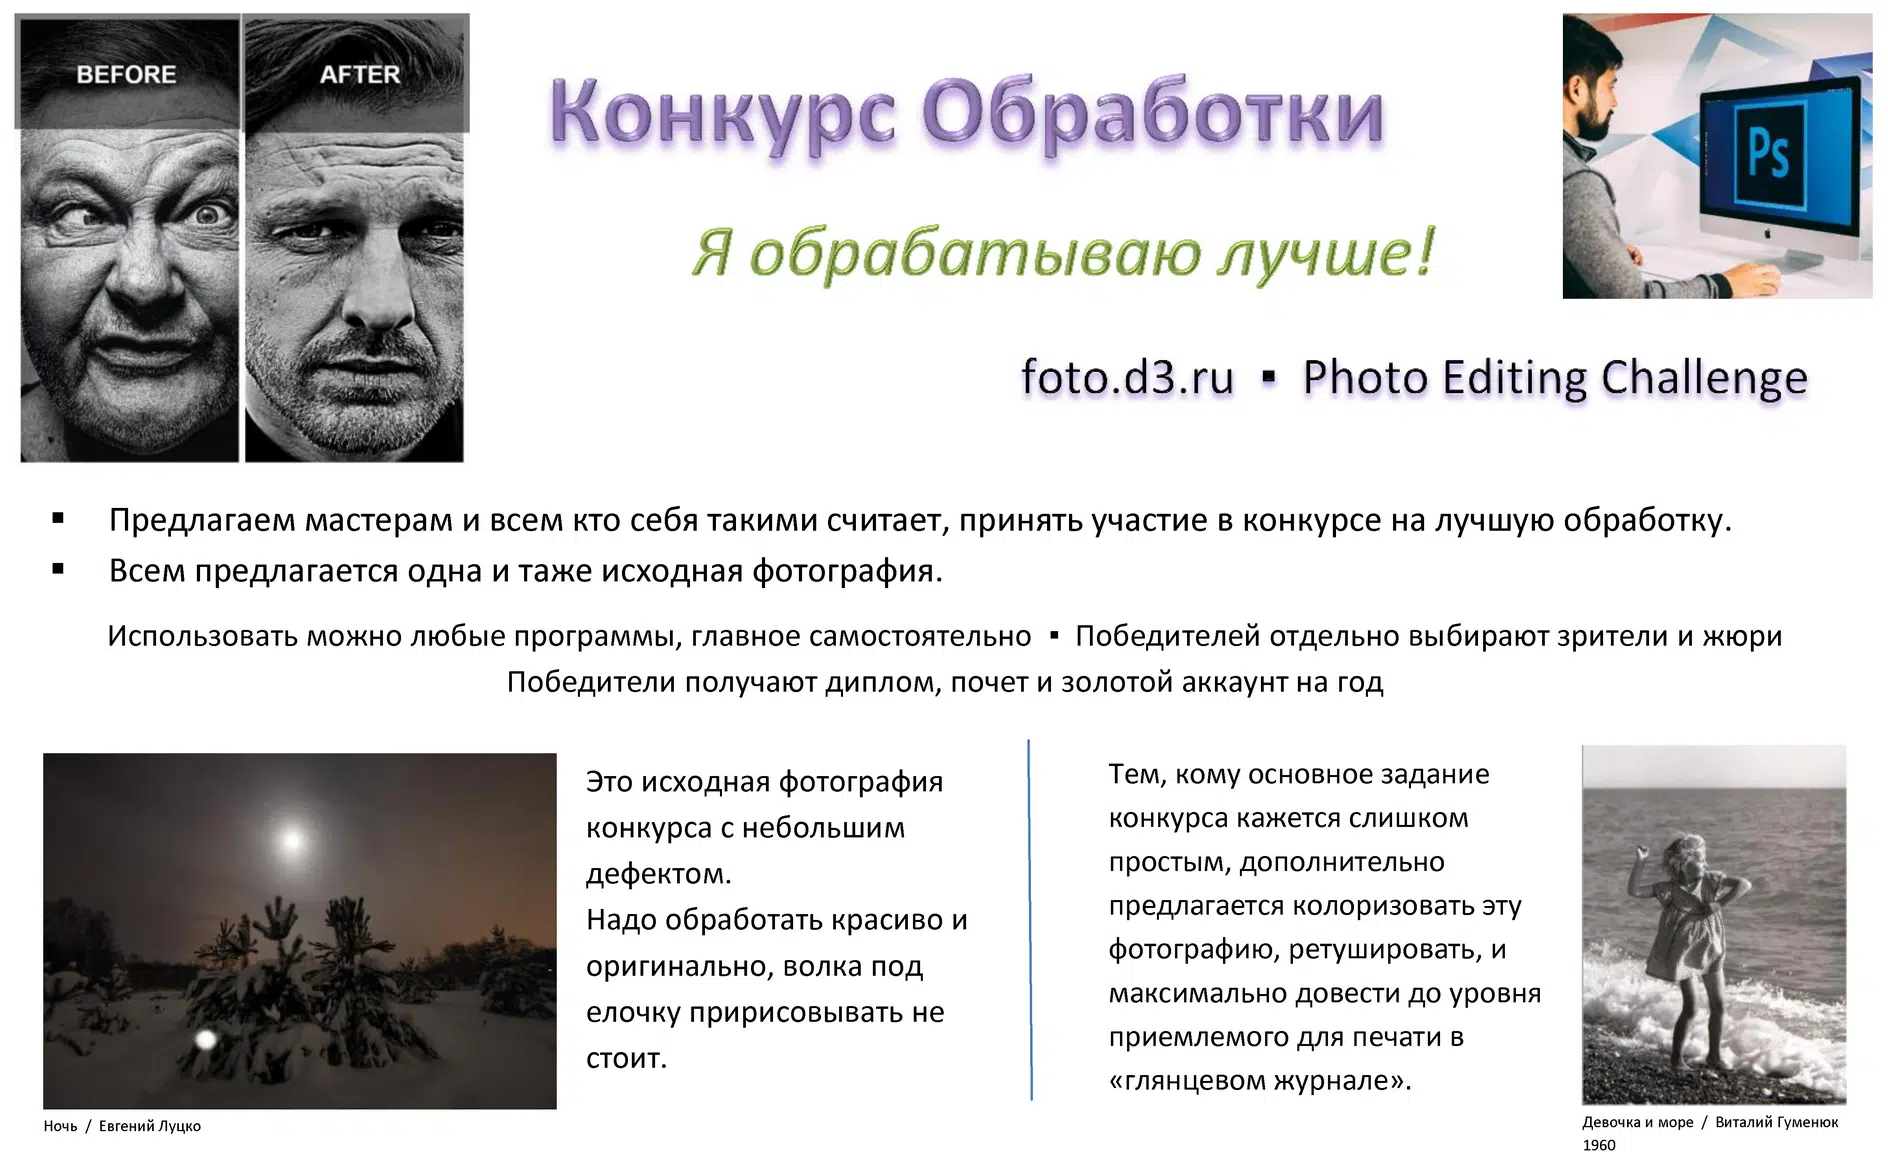 BEFORE
AFTER
Конкурс Обработки
Ps
Я обрабатываю лучше!
foto.d3.ru ▪ Photo Editing Challenge
▪ Предлагаем мастерам и всем кто себя такими считает, принять участие в конкурсе на лучшую обработку.
▪ Всем предлагается одна и таже исходная фотография.
Использовать можно любые программы, главное самостоятельно ▪ Победителей отдельно выбирают зрители и жюри
Победители получают диплом, почет и золотой аккаунт на год
Это исходная фотография
конкурса с небольшим
дефектом.
Надо обработать красиво и
оригинально, волка под
елочку пририсовывать не
стоит.
Ночь / Евгений Луцко
Тем, кому основное задание
конкурса кажется слишком
простым, дополнительно
предлагается колоризовать эту
фотографию, ретушировать, и
максимально довести до уровня
приемлемого для печати в
«глянцевом журнале».
Девочка и море / Виталий Гуменюк
1960